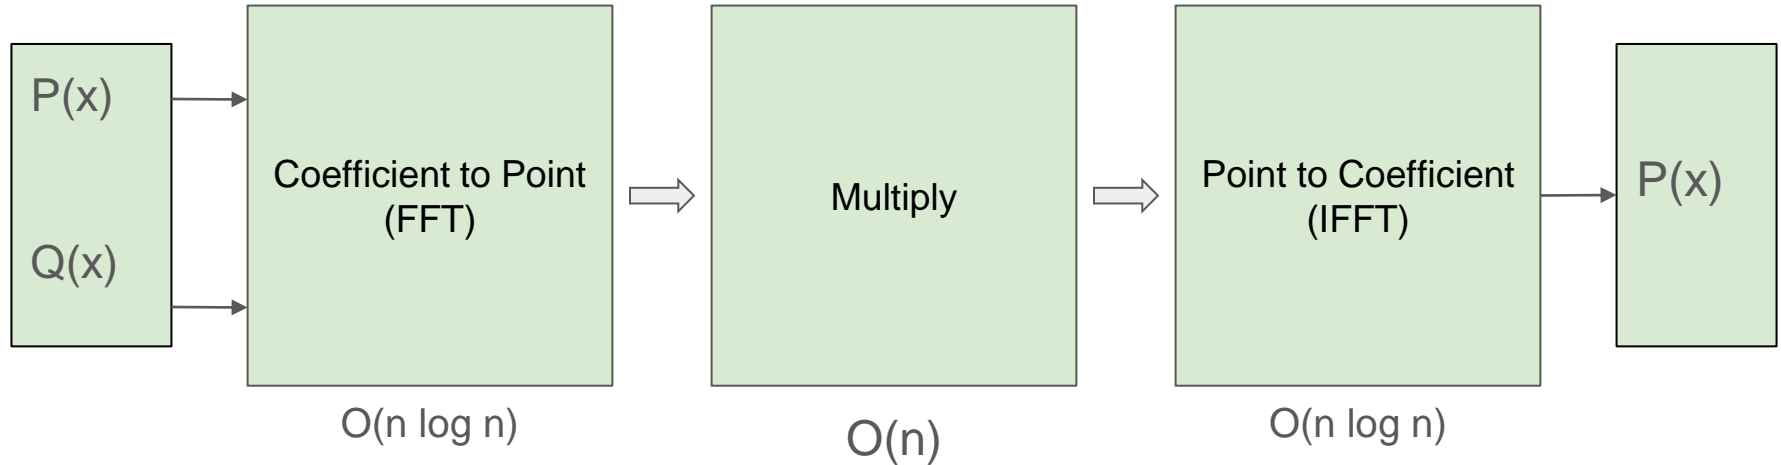 P(x)
Q(x)
Coefficient to Point
(FFT)
O(n log n)
Multiply
O(n)
Point to Coefficient
(IFFT)
O(n log n)
P(x)